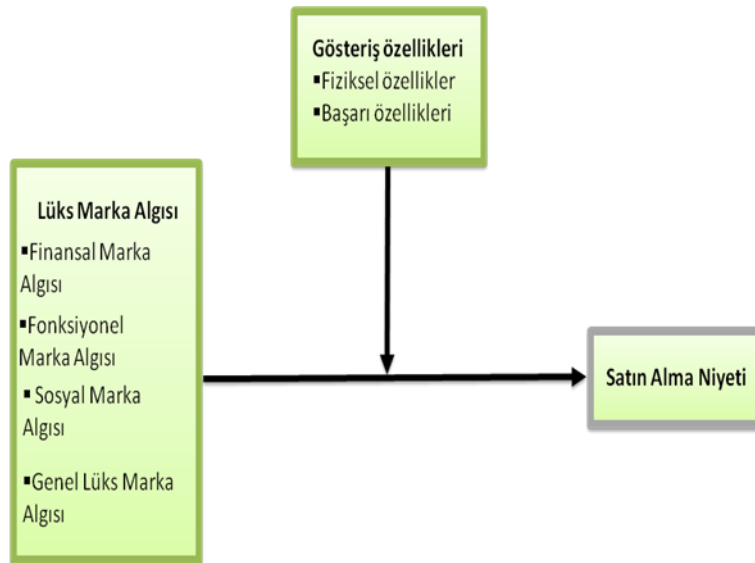 Gösteriş özellikleri
▪Fiziksel özellikler
▪Başarı özellikleri
Lüks Marka Algısı
▪Finansal Marka
Algısı
▪Fonksiyonel
Marka Algısı
▪ Sosyal Marka
Algısı
▪Genel Lüks Marka
Algısı
Satın Alma Niyeti